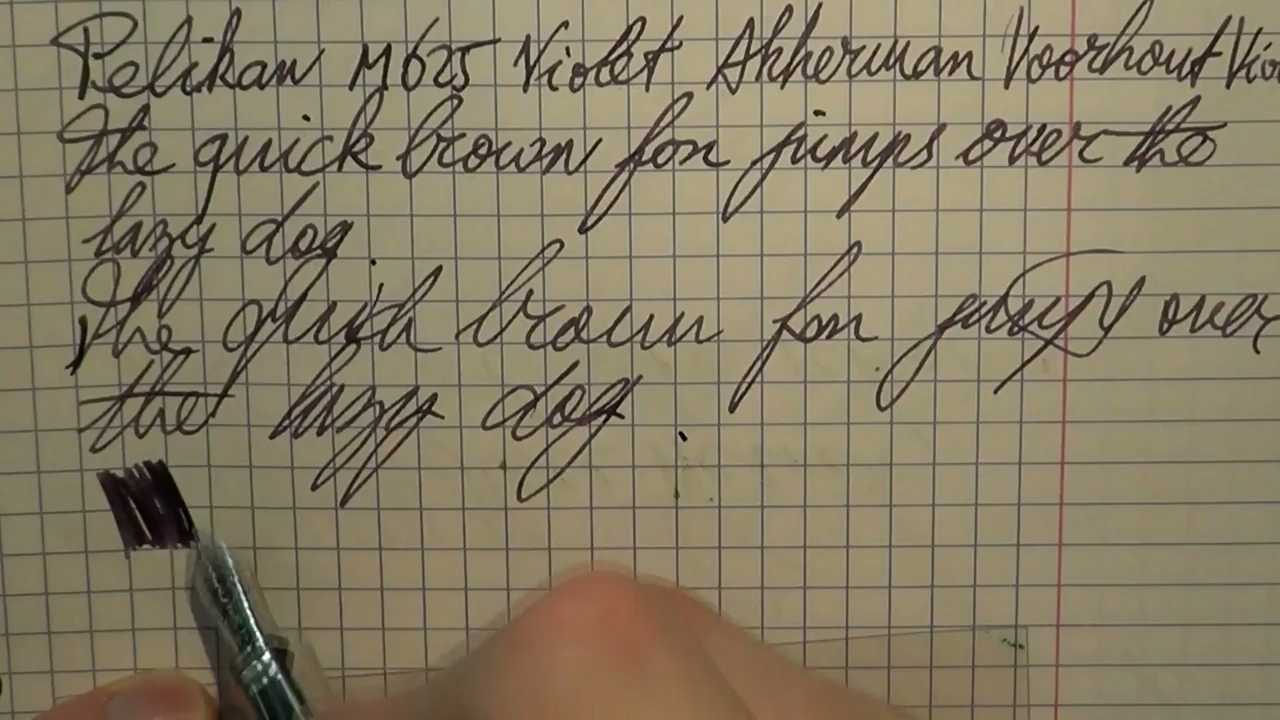 Pelikan M625 Violet Akkerman Voorhout Vio
the quick brown fox jumps over the
lazy dog.
The quick brown fox jumps over
the lazy dog.